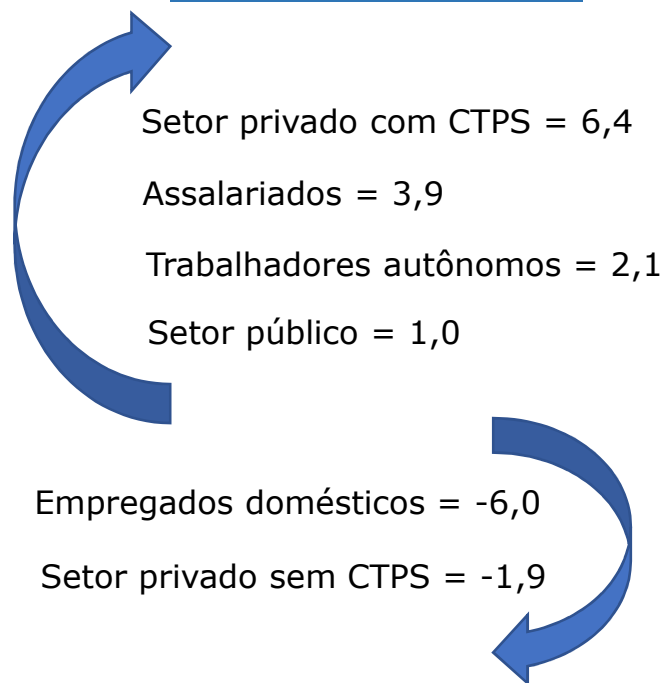 Setor privado com CTPS = 6,4
Assalariados = 3,9
Trabalhadores autônomos = 2,1
Setor público = 1,0
Empregados domésticos = -6,0
Setor privado sem CTPS = -1,9